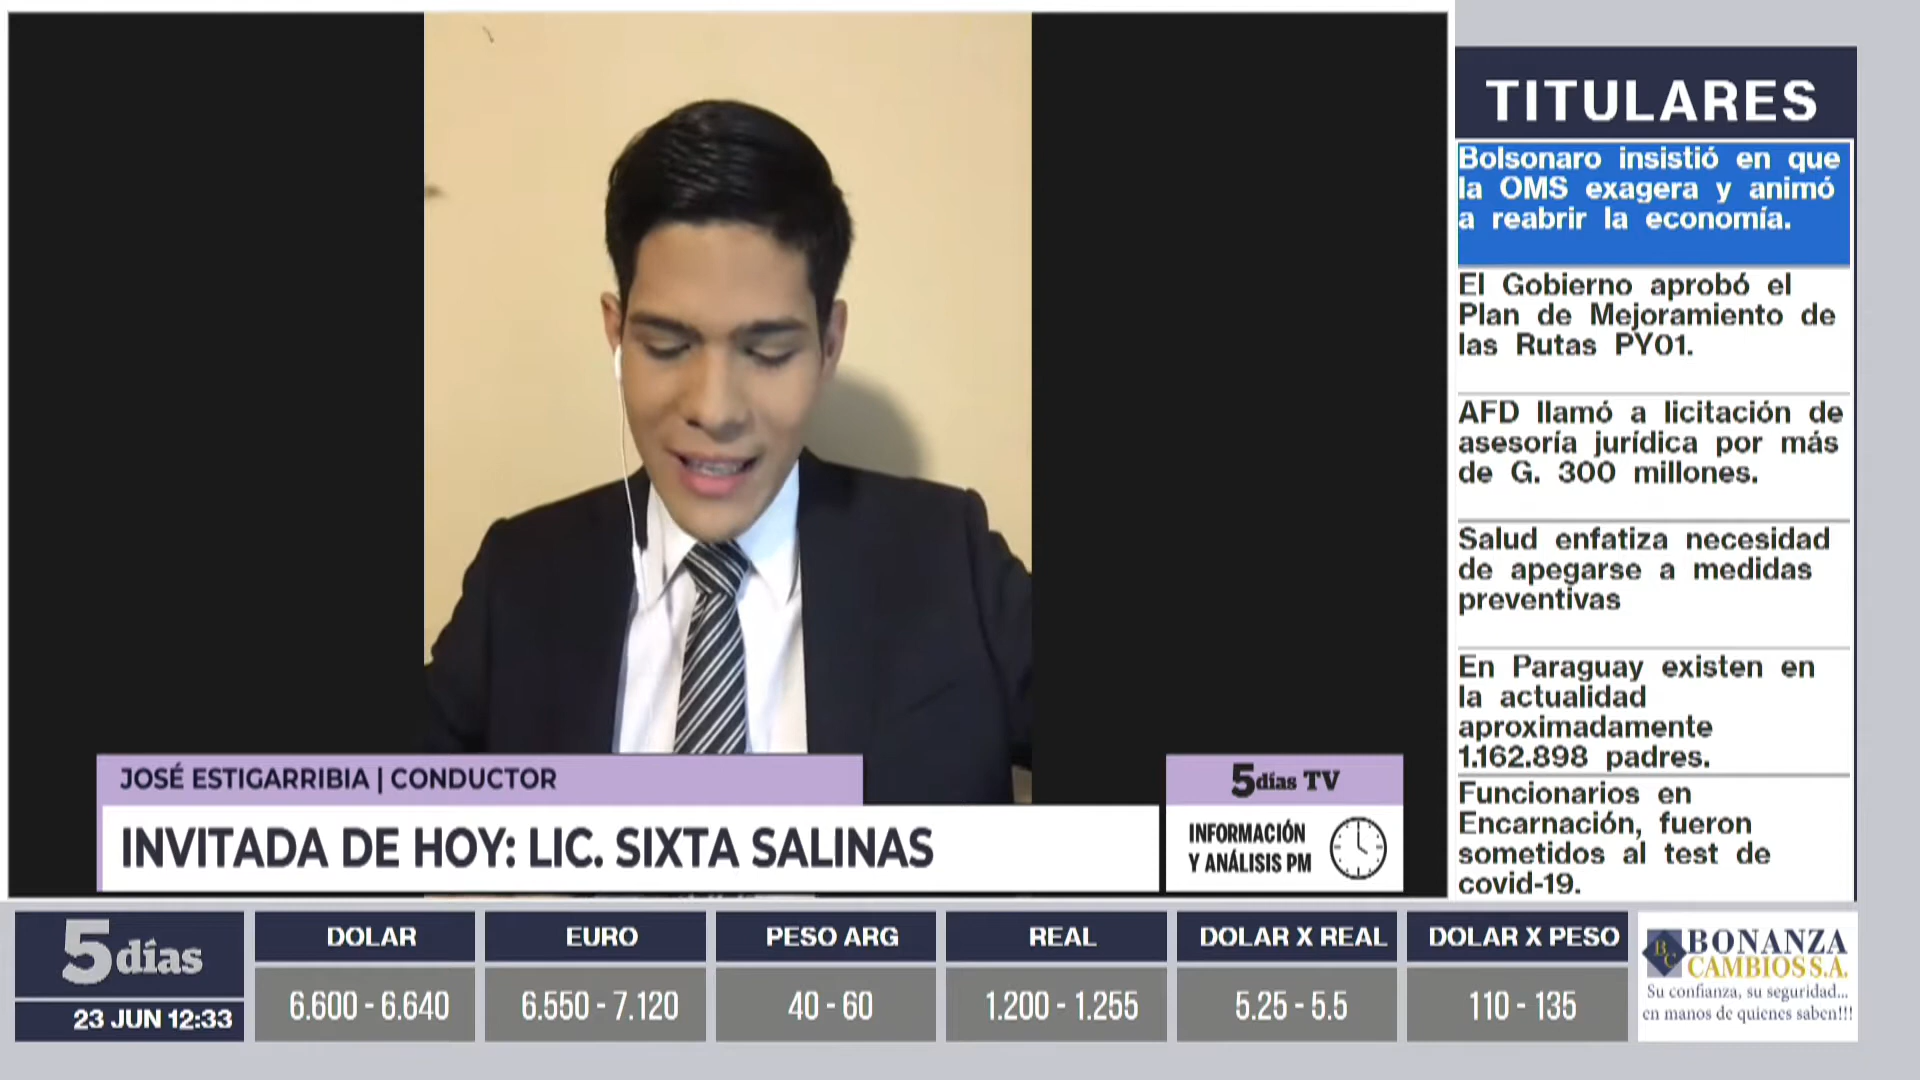 TITULARES
Bolsonaro insistió en que
la OMS exagera y animó
a reabrir la economía.
El Gobierno aprobó el
Plan de Mejoramiento de
las Rutas PY01.
AFD llamó a licitación de
asesoría jurídica por más
de G. 300 millones.
Salud enfatiza necesidad
de apegarse a medidas
preventivas
En Paraguay existen en
la actualidad
aproximadamente
1.162.898 padres.
Funcionarios en
Encarnación, fueron
sometidos al test de
covid-19.
JOSÉ ESTIGARRIBIA | CONDUCTOR
INVITADA DE HOY: LIC. SIXTA SALINAS
5días TV
INFORMACIÓN
Y ANÁLISIS PM
5días
23 JUN 12:33
DOLAR
6.600 - 6.640
EURO
6.550 - 7.120
PESO ARG
40 - 60
REAL
1.200 - 1.255
DOLAR X REAL
5.25 - 5.5
DOLAR X PESO
110 - 135
BC
BONANZA
CAMBIOS S.A.
Su confianza, su seguridad...
en manos de quienes saben!!!